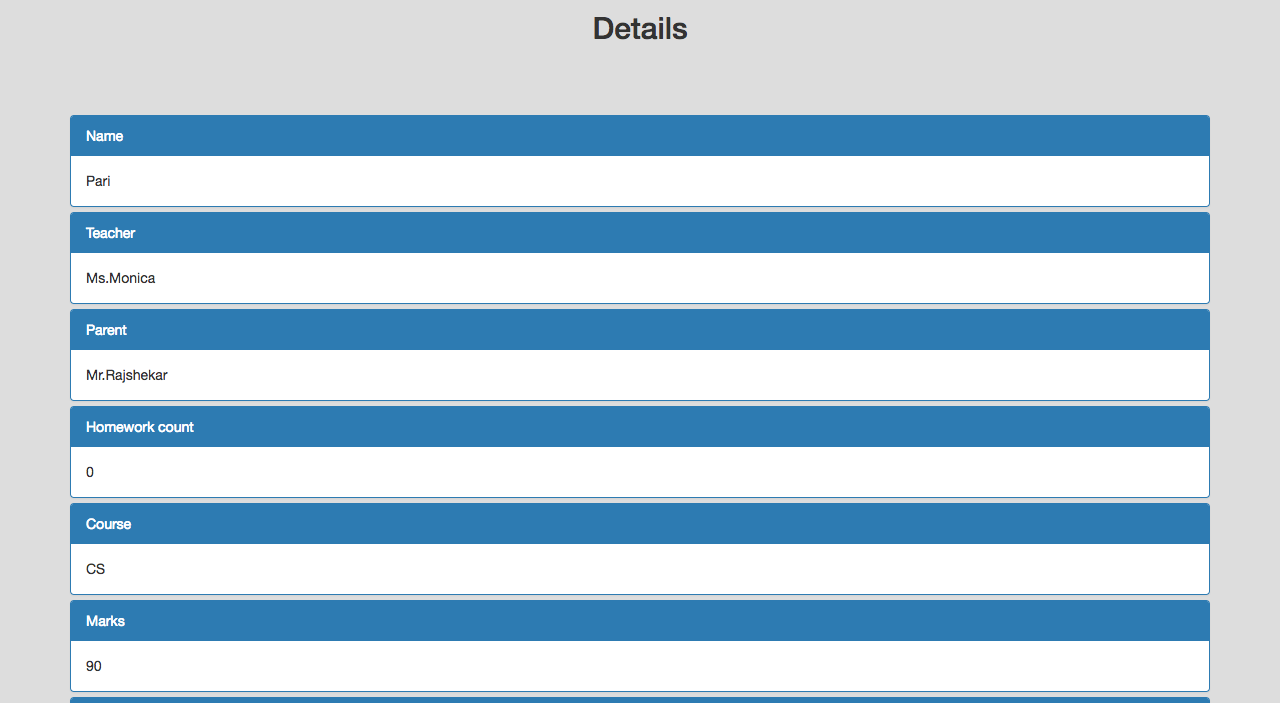 Details
Name
Pari
Teacher
Ms.Monica
Parent
Mr.Rajshekar
Homework count
0
Course
CS
Marks
90